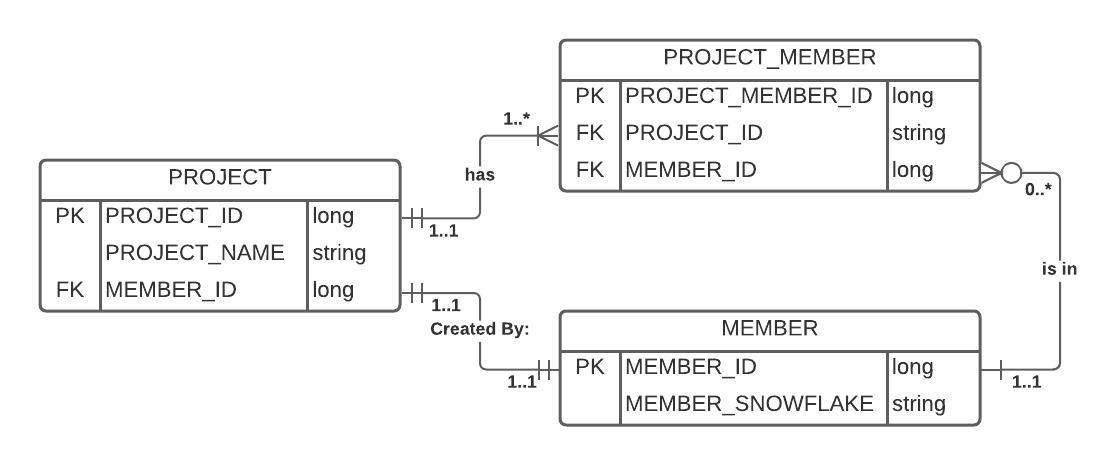 PROJECT_MEMBER
PK PROJECT_MEMBER_ID long
FK PROJECT_ID string
FK MEMBER_ID long
1..*
has
1..1
0..*
is in
PROJECT
PK PROJECT_ID long
PROJECT_NAME string
FK MEMBER_ID long
1..1
Created By:
1..1
MEMBER
PK MEMBER_ID long
MEMBER_SNOWFLAKE string
1..1